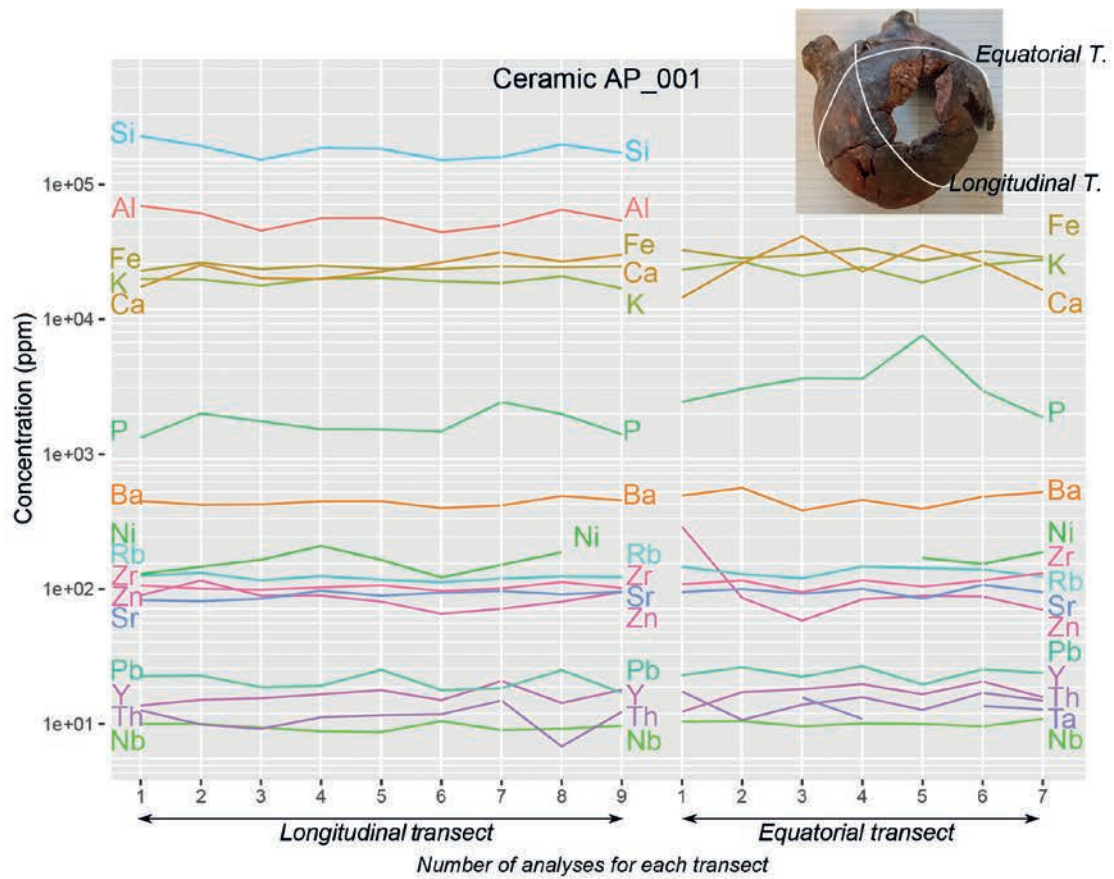 Ceramic AP_001
Equatorial T.
Longitudinal T.
Concentration (ppm)
1e+05
1e+04
1e+03
1e+02
1e+01
Si
Al
Fe
K
Ca
P
Ba
Ni
Rb
Zr
Zn
Sr
Pb
Y
Th
Nb
Si
Al
Fe
Ca
K
P
Ba
Ni
Rb
Zr
Sr
Zn
Pb
Y
Th
Nb
Fe
K
Ca
P
Ba
Ni
Zr
Rb
Sr
Zn
Pb
Y
Th
Ta
Nb
1 2 3 4 5 6 7 8 9 1 2 3 4 5 6 7
Longitudinal transect Equatorial transect
Number of analyses for each transect